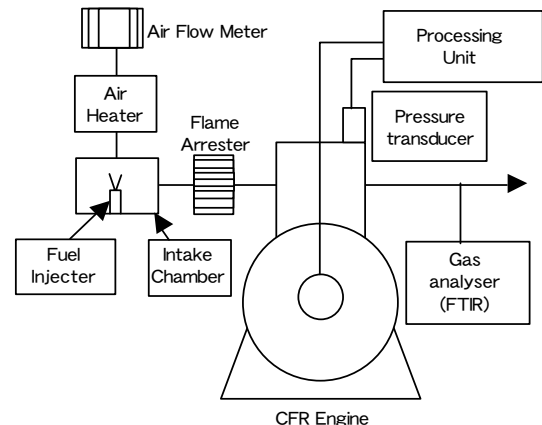 Air Flow Meter
Processing
Unit
Air
Heater
Flame
Arrester
Pressure
transducer
Fuel
Injecter
Intake
Chamber
Gas
analyser
(FTIR)
CFR Engine